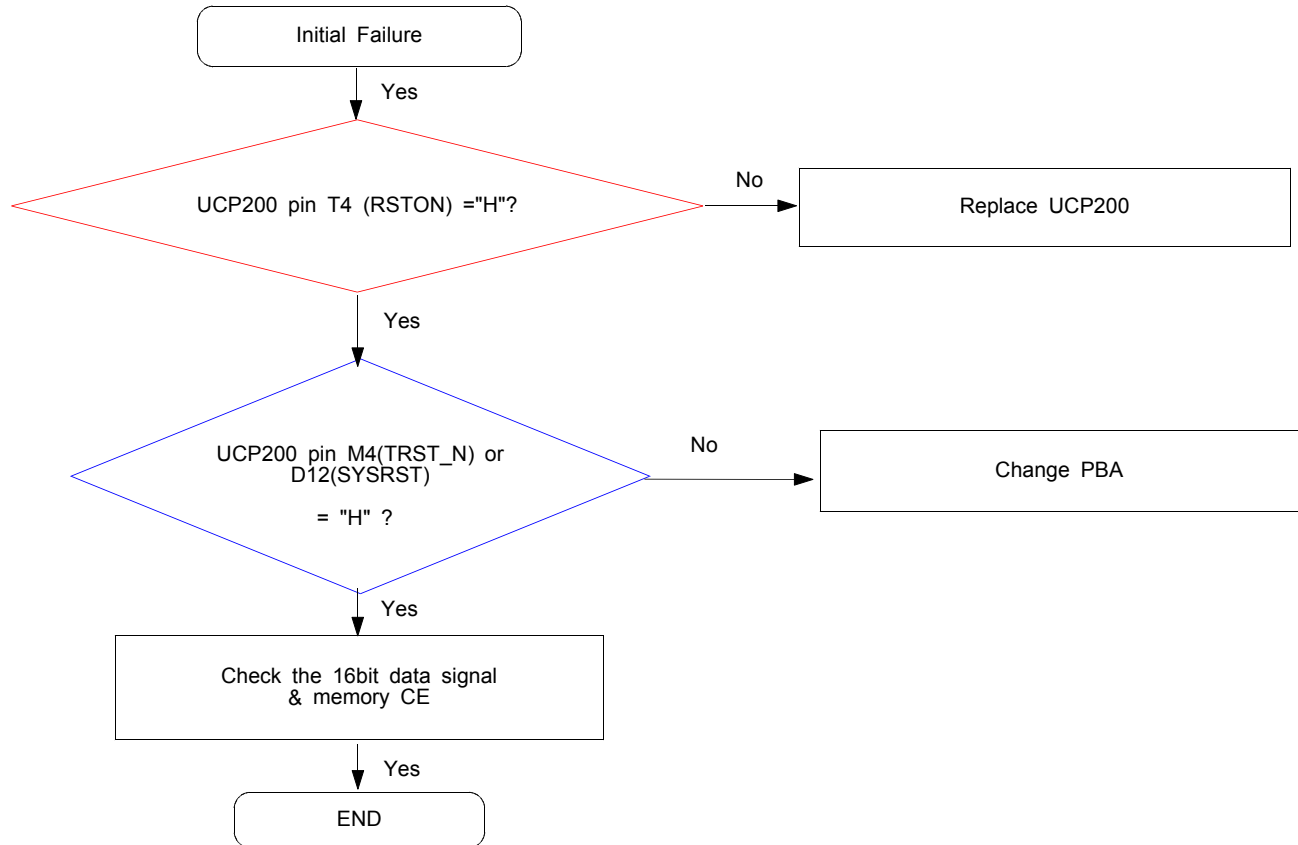 Initial Failure
Yes
UCP200 pin T4 (RSTON) ="H"?
No
Replace UCP200
Yes
UCP200 pin M4(TRST_N) or
D12(SYSRST)
= "H" ?
No
Change PBA
Yes
Check the 16bit data signal
& memory CE
Yes
END